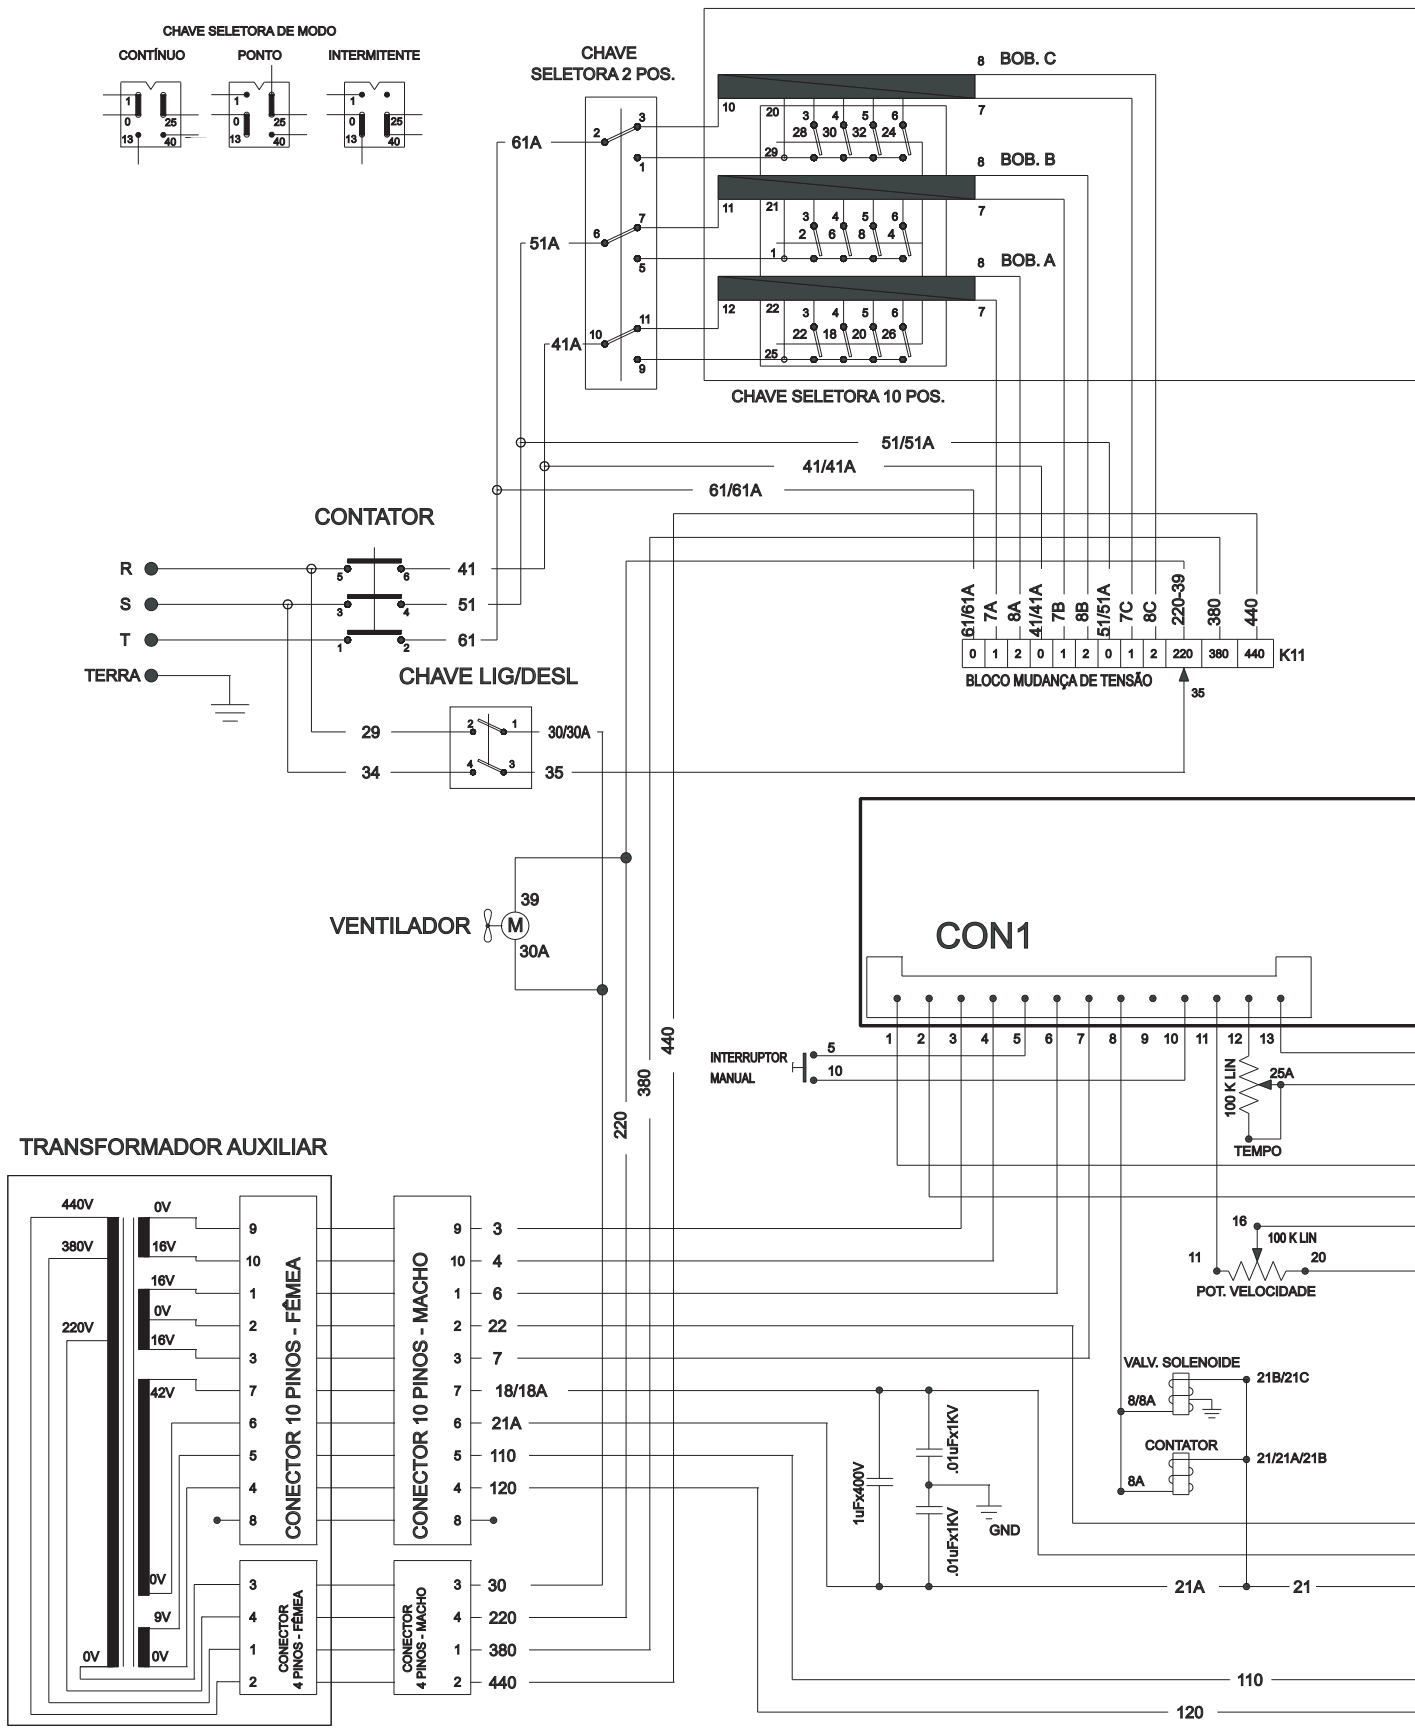 CHAVE SELETORA DE MODO
CONTÍNUO PONTO INTERMITENTE
1 0 25 13 40
1 0 25 13 40
1 0 25 13 40
CHAVE
SELETORA 2 POS.
61A 2 3 1
51A 6 7 5
41A 10 11 9
8 BOB. C
10 7
20 3 4 5 6
28 30 32 24
29
8 BOB. B
11 7
21 3 4 5 6
2 6 8 4
1
8 BOB. A
12 7
22 3 4 5 6
22 18 20 26
25
CHAVE SELETORA 10 POS.
51/51A
41/41A
61/61A
CONTATOR
R 5 6 41
S 3 4 51
T 1 2 61
TERRA
CHAVE LIG/DESL
29 2 1 30/30A
34 4 3 35
61/61A 7A 8A 41/41A 7B 8B 51/51A 7C 8C 220-39 380 440
0 1 2 0 1 2 0 1 2 220 380 440 K11
BLOCO MUDANÇA DE TENSÃO
35
VENTILADOR
39
M
30A
440
380
220
CON1
1 2 3 4 5 6 7 8 9 10 11 12 13
INTERRUPTOR
MANUAL
5
10
100 K LIN
25A
TEMPO
16
100 K LIN
11 20
POT. VELOCIDADE
VALV. SOLENOIDE
21B/21C
8/8A
CONTATOR
21/21A/21B
8A
TRANSFORMADOR AUXILIAR
440V
380V
220V
0V
0V
16V
16V
0V
16V
42V
0V
9V
0V
CONECTOR 10 PINOS - FÊMEA
9
10
1
2
3
7
6
5
4
8
CONECTOR 10 PINOS - MACHO
9 3
10 4
1 6
2 22
3 7
7 18/18A
6 21A
5 110
4 120
8
CONECTOR
4 PINOS - FÊMEA
3
4
1
2
CONECTOR
4 PINOS - MACHO
3 30
4 220
1 380
2 440
1uFx400V
.01uFx1KV
.01uFx1KV
GND
21A 21
110
120